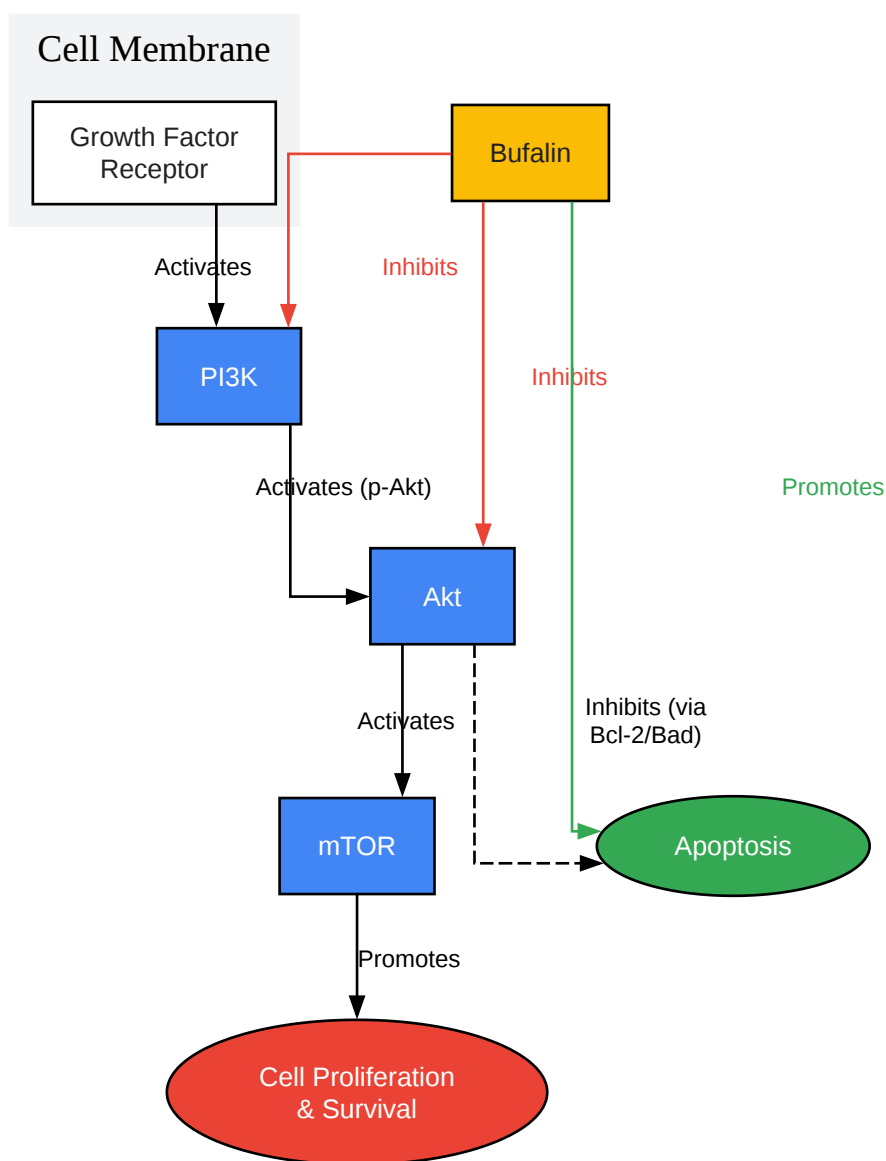 Cell Membrane
Growth Factor
Receptor
Bufalin
Activates
Inhibits
PI3K
Inhibits
Activates (p-Akt)
Promotes
Akt
Activates
Inhibits (via
Bcl-2/Bad)
mTOR
Apoptosis
Promotes
Cell Proliferation
& Survival